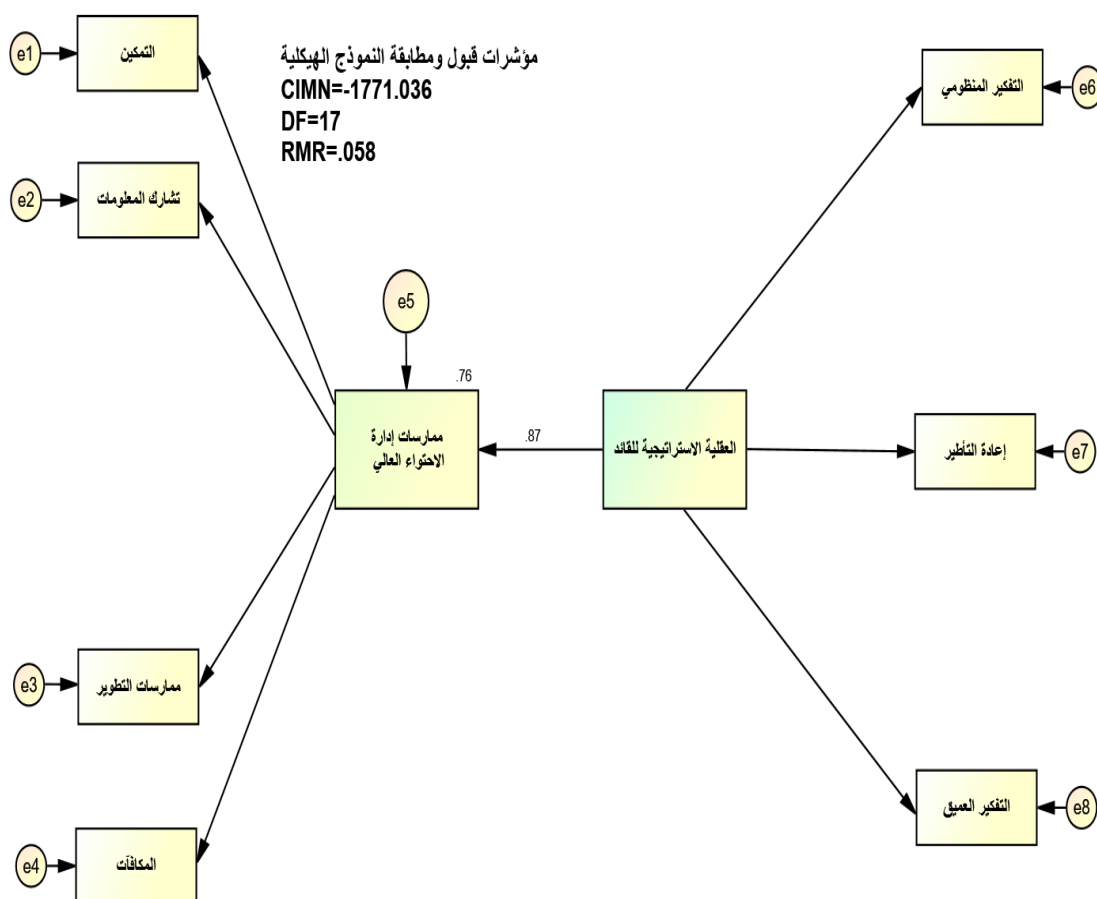 e1
التمكين
مؤشرات قبول ومطابقة النموذج الهيكلية
CIMN=-1771.036
DF=17
RMR=.058
التفكير المنظومي
e6
e2
تشارك المعلومات
e5
.76
ممارسات إدارة
الاحتواء العالي
.87
العقلية الاستراتيجية للقائد
إعادة التأطير
e7
e3
ممارسات التطوير
التفكير العميق
e8
e4
المكافآت